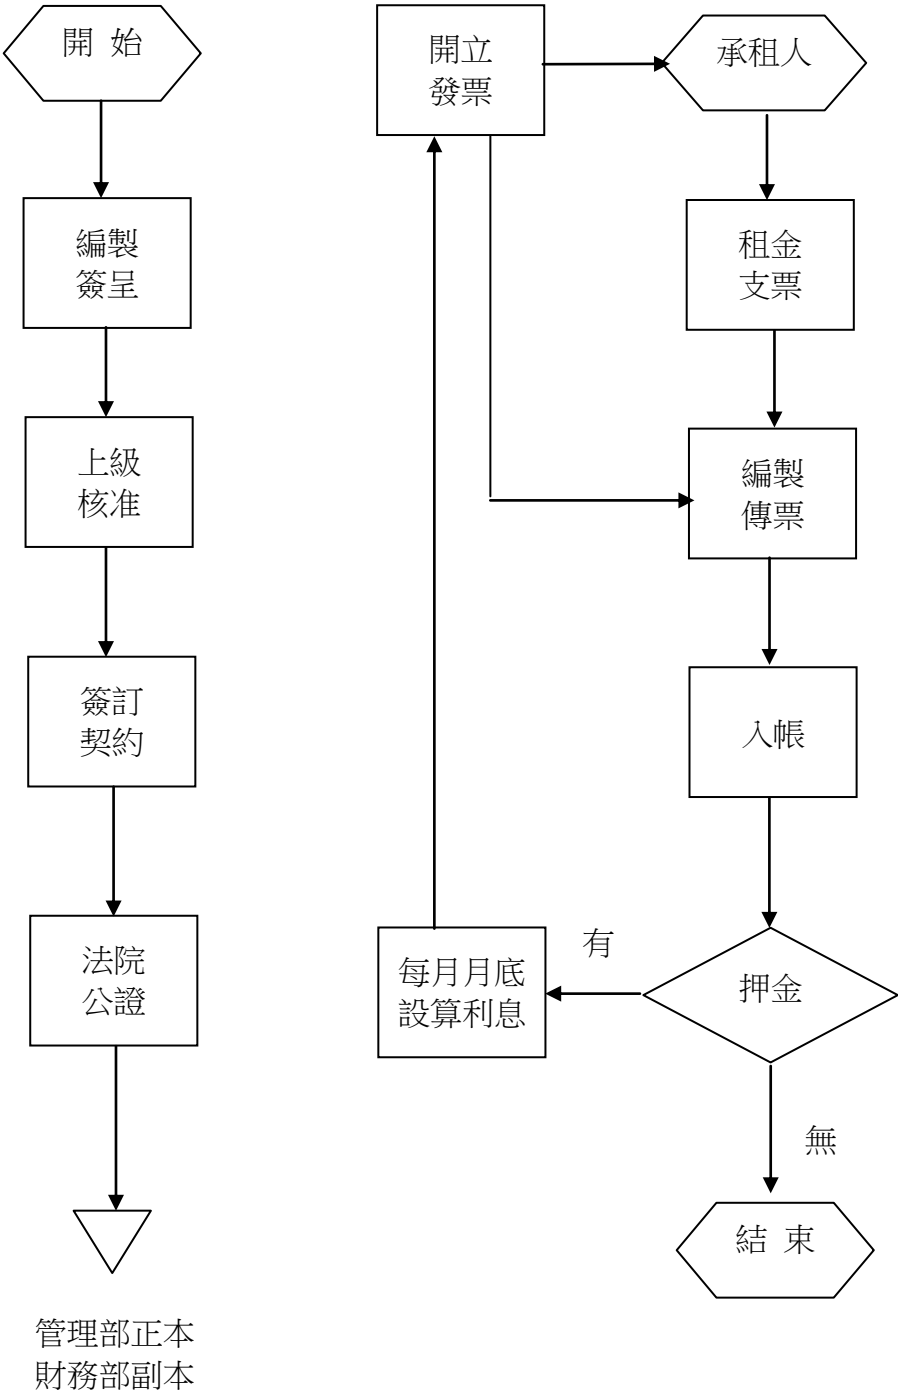 開 始
編製
簽呈
上級
核准
簽訂
契約
法院
公證
管理部正本
財務部副本
開立
發票
承租人
租金
支票
編製
傳票
入帳
押金
有
每月月底
設算利息
無
結 束